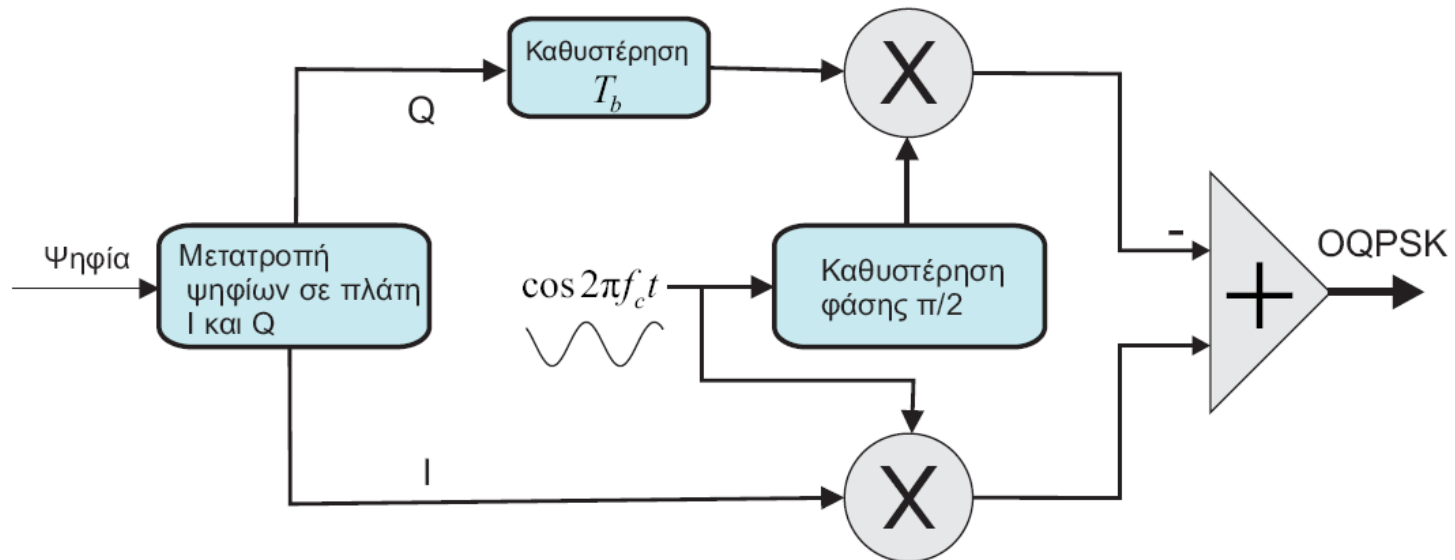 Καθυστέρηση
T_b
Q
X
Ψηφία
Μετατροπή
ψηφίων σε πλάτη
I και Q
cos 2πf_c t
Καθυστέρηση
φάσης π/2
-
+
OQPSK
I
X